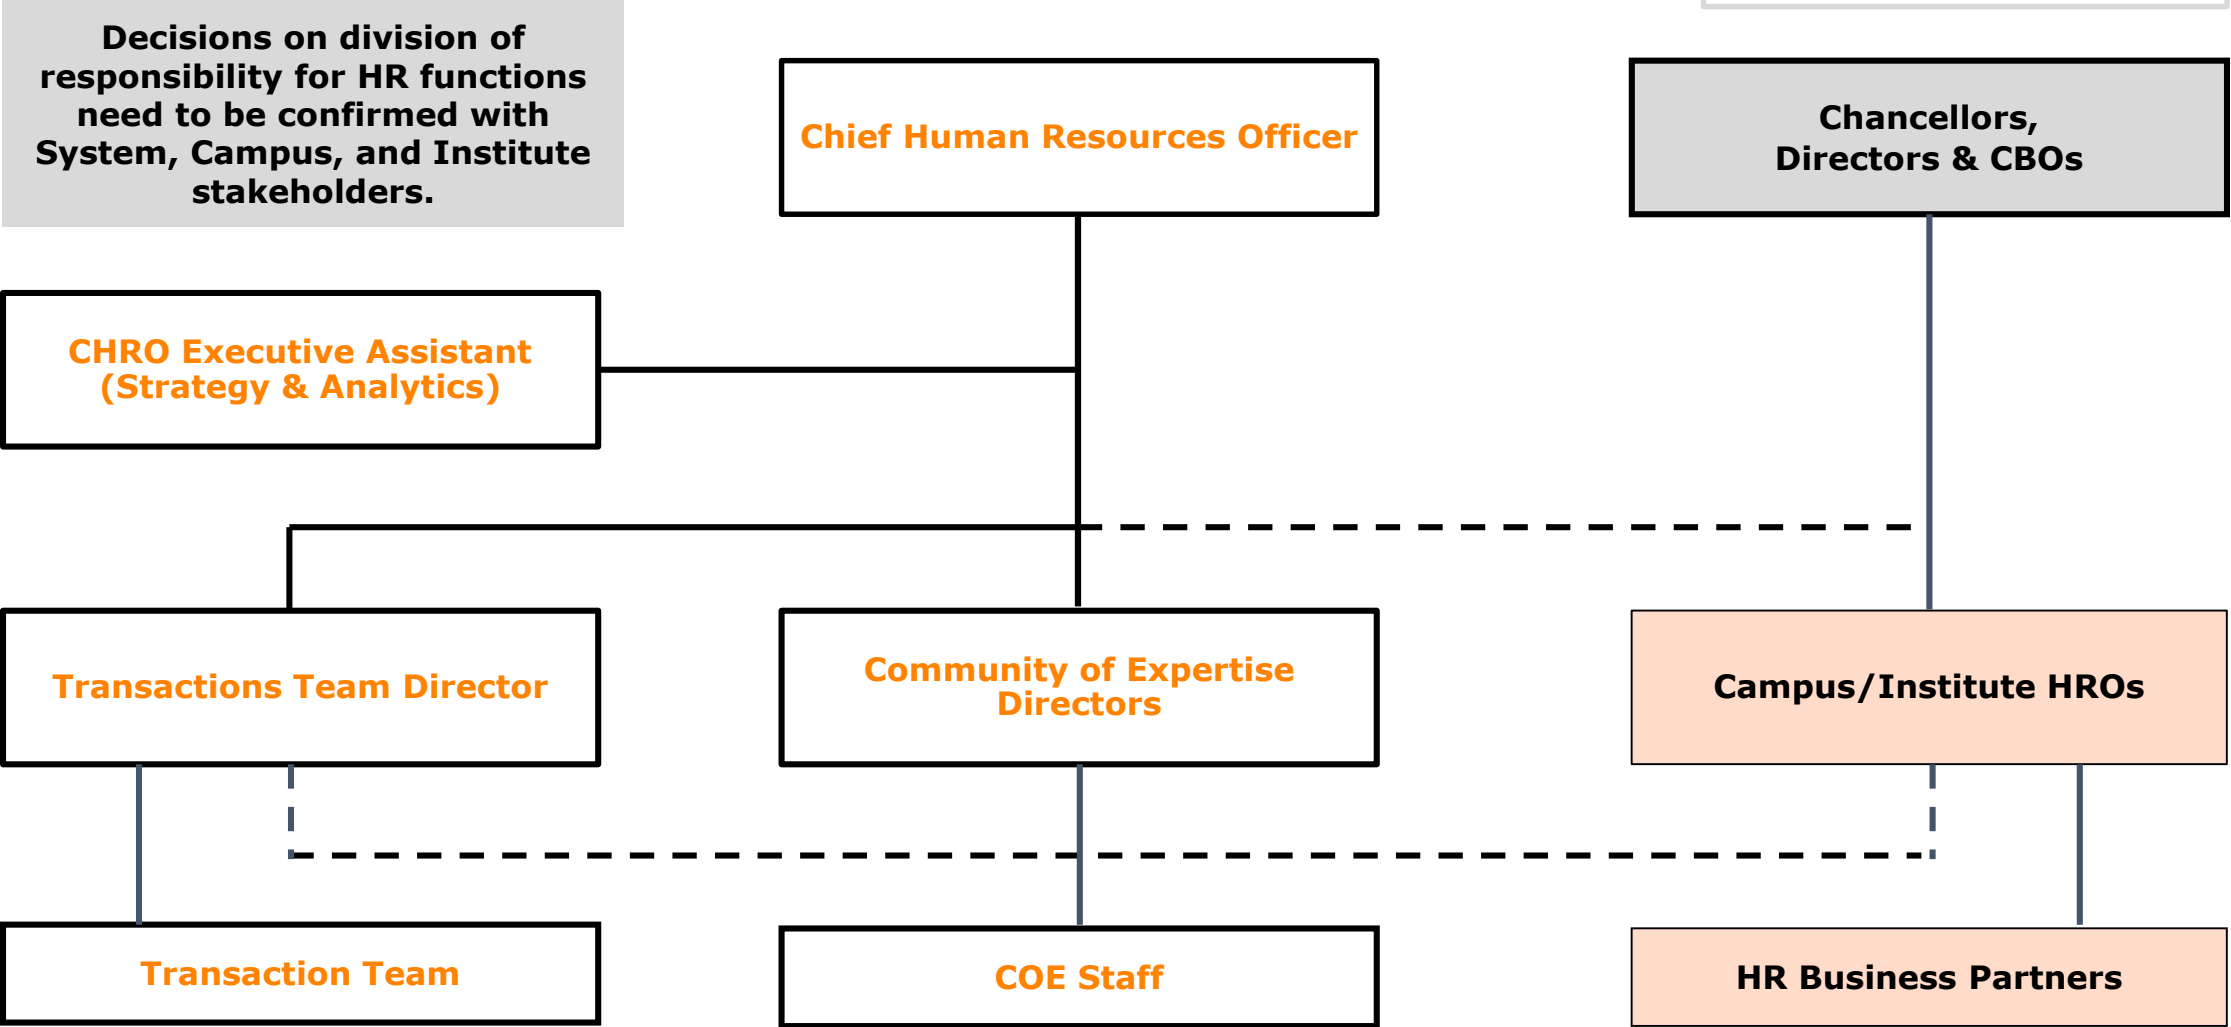 Decisions on division of
responsibility for HR functions
need to be confirmed with
System, Campus, and Institute
stakeholders.
Chief Human Resources Officer
Chancellors,
Directors & CBOs
CHRO Executive Assistant
(Strategy & Analytics)
Transactions Team Director
Community of Expertise
Directors
Campus/Institute HROs
Transaction Team
COE Staff
HR Business Partners